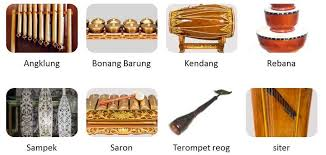 Angklung
Bonang Barung
Kendang
Rebana
Sampek
Saron
Terompet reog
siter